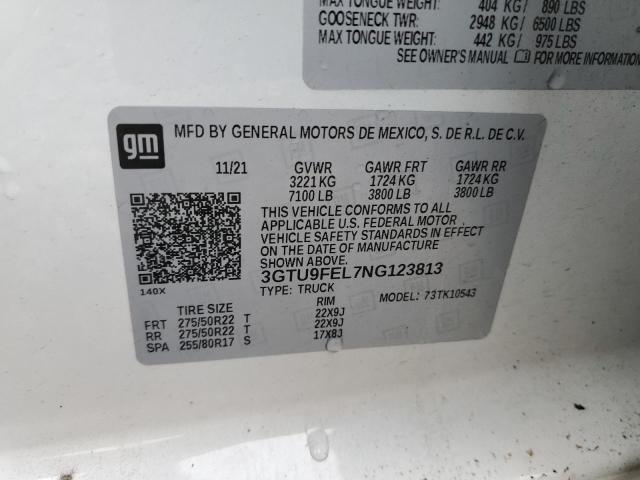 MAX TONGUE WEIGHT: 404 KG/ 890 LBS
GOOSENECK TWR: 2948 KG/ 6500 LBS
MAX TONGUE WEIGHT: 442 KG/ 975 LBS
SEE OWNER'S MANUAL FOR MORE INFORMATION
gm
MFD BY GENERAL MOTORS DE MEXICO, S. DE R.L. DE C.V.
11/21 GVWR GAWR FRT GAWR RR
3221 KG 1724 KG 1724 KG
7100 LB 3800 LB 3800 LB
THIS VEHICLE CONFORMS TO ALL
APPLICABLE U.S. FEDERAL MOTOR
VEHICLE SAFETY STANDARDS IN EFFECT
ON THE DATE OF MANUFACTURE
SHOWN ABOVE.
3GTU9FEL7NG123813
TYPE: TRUCK MODEL: 73TK10543
140X
TIRE SIZE RIM
FRT 275/50R22 T 22X9J
RR 275/50R22 T 22X9J
SPA 255/80R17 S 17X8J